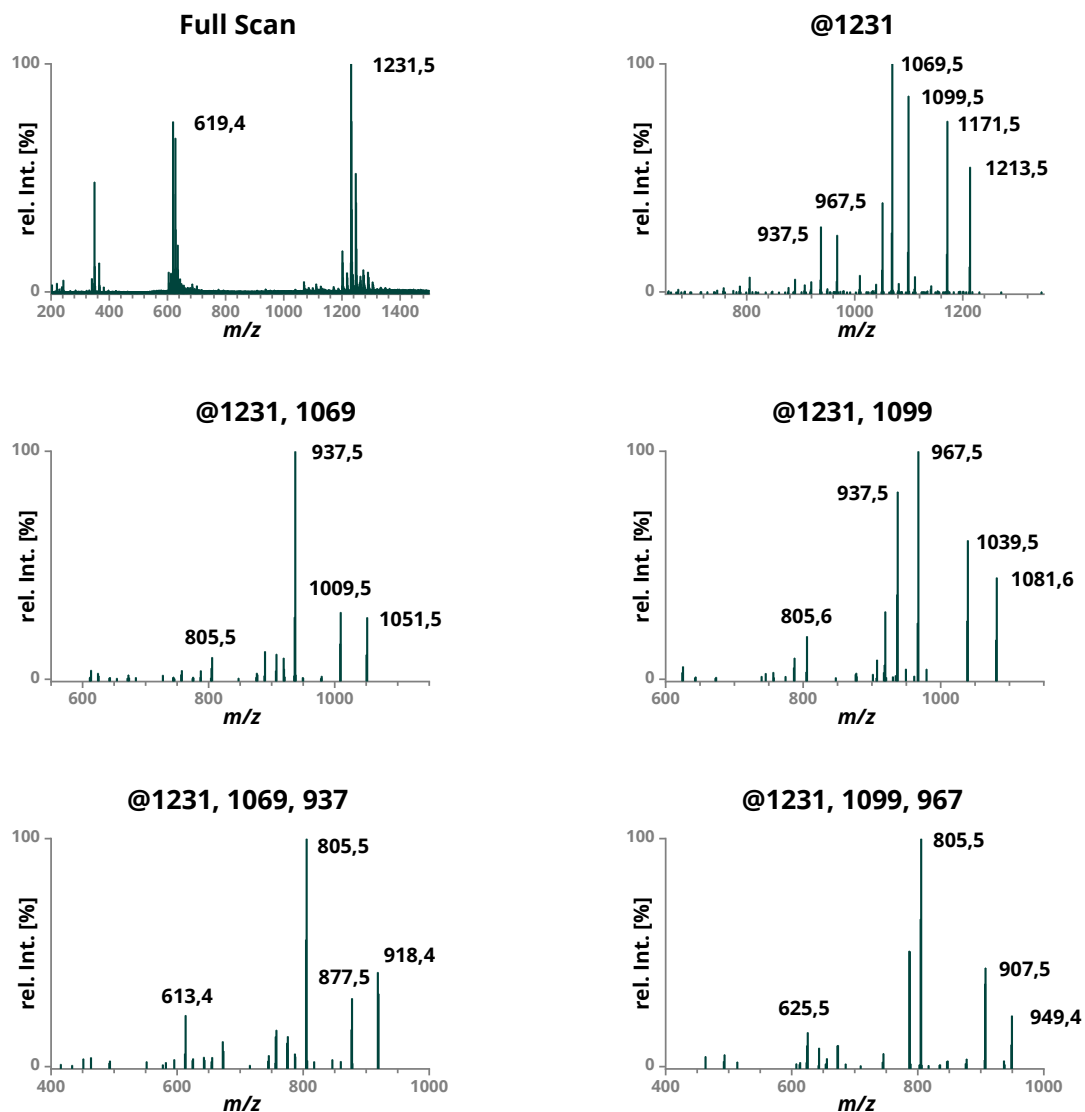 Full Scan
100
1231,5
619,4
rel. Int. [%]
0
200 400 600 800 1000 1200 1400
m/z
@1231
100
1069,5
1099,5
1171,5
1213,5
967,5
937,5
rel. Int. [%]
0
800 1000 1200
m/z
@1231, 1069
100
937,5
1009,5
1051,5
805,5
rel. Int. [%]
0
600 800 1000
m/z
@1231, 1099
100
967,5
937,5
1039,5
1081,6
805,6
rel. Int. [%]
0
600 800 1000
m/z
@1231, 1069, 937
100
805,5
918,4
877,5
613,4
rel. Int. [%]
0
400 600 800 1000
m/z
@1231, 1099, 967
100
805,5
907,5
949,4
625,5
rel. Int. [%]
0
400 600 800 1000
m/z